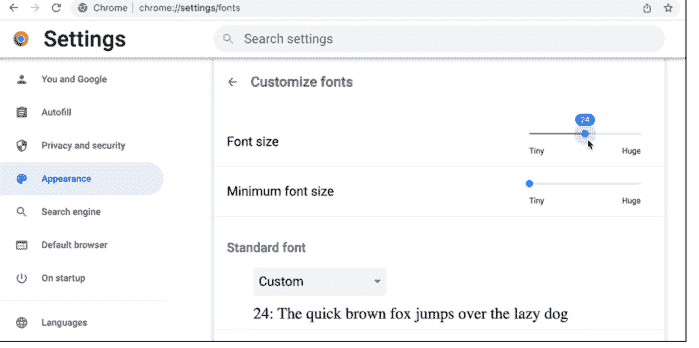 Chrome | chrome://settings/fonts
Settings
Search settings
You and Google
Autofill
Privacy and security
Appearance
Search engine
Default browser
On startup
Languages
Customize fonts
Font size
24
Tiny Huge
Minimum font size
Tiny Huge
Standard font
Custom
24: The quick brown fox jumps over the lazy dog